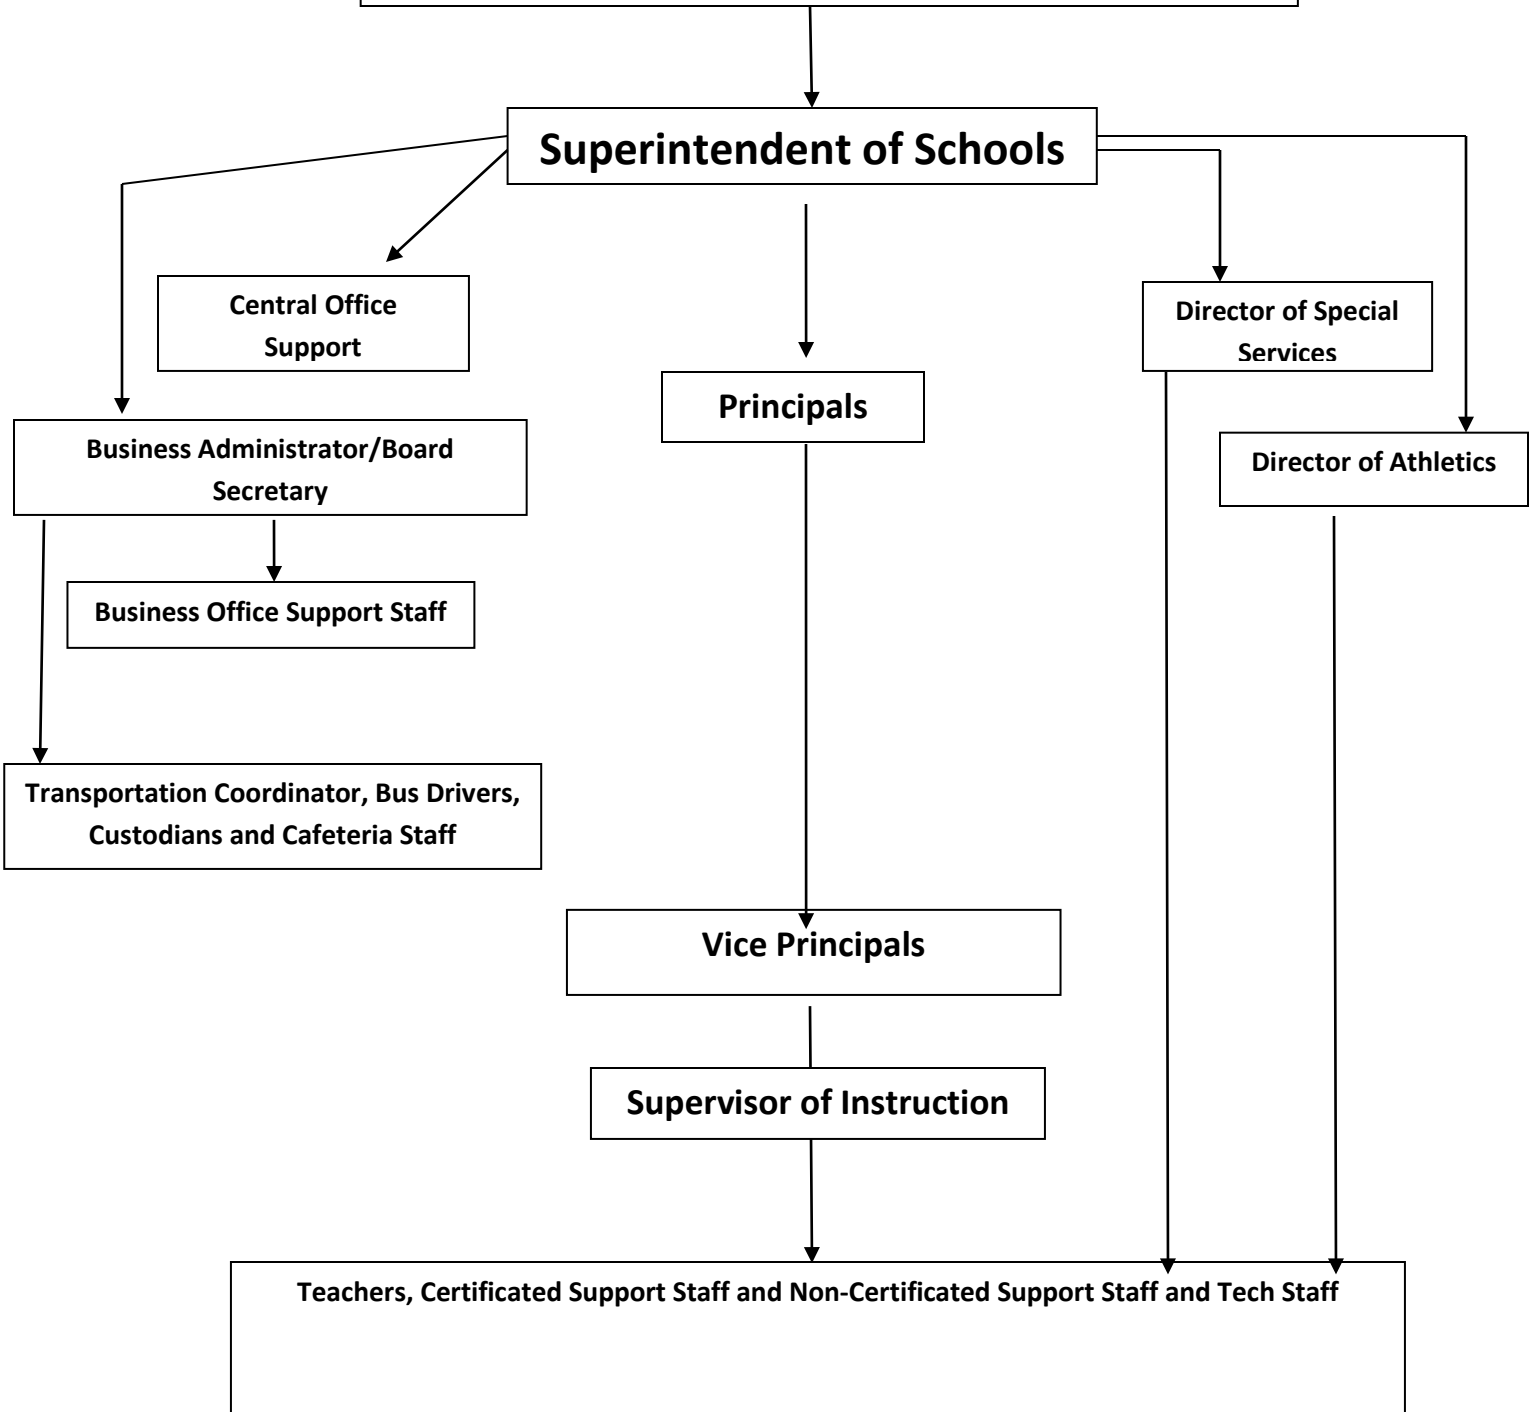 Superintendent of Schools
Central Office
Support
Director of Special
Services
Principals
Business Administrator/Board
Secretary
Director of Athletics
Business Office Support Staff
Transportation Coordinator, Bus Drivers,
Custodians and Cafeteria Staff
Vice Principals
Supervisor of Instruction
Teachers, Certificated Support Staff and Non-Certificated Support Staff and Tech Staff